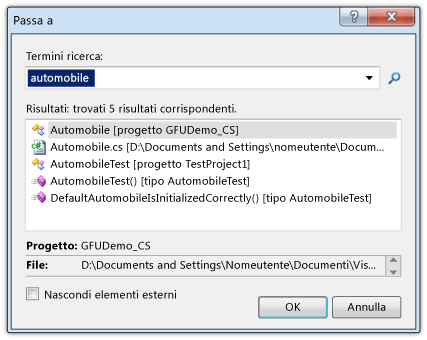 Passa a
Termini ricerca:
automobile
Risultati: trovati 5 risultati corrispondenti.
Automobile [progetto GFUDemo_CS]
Automobile.cs [D:\Documents and Settings\nomeutente\Docum...
AutomobileTest [progetto TestProject1]
AutomobileTest() [tipo AutomobileTest]
DefaultAutomobileIsInitializedCorrectly() [tipo AutomobileTest]
Progetto: GFUDemo_CS
File: D:\Documents and Settings\Nomeutente\Documenti\Vis...
Nascondi elementi esterni
OK Annulla